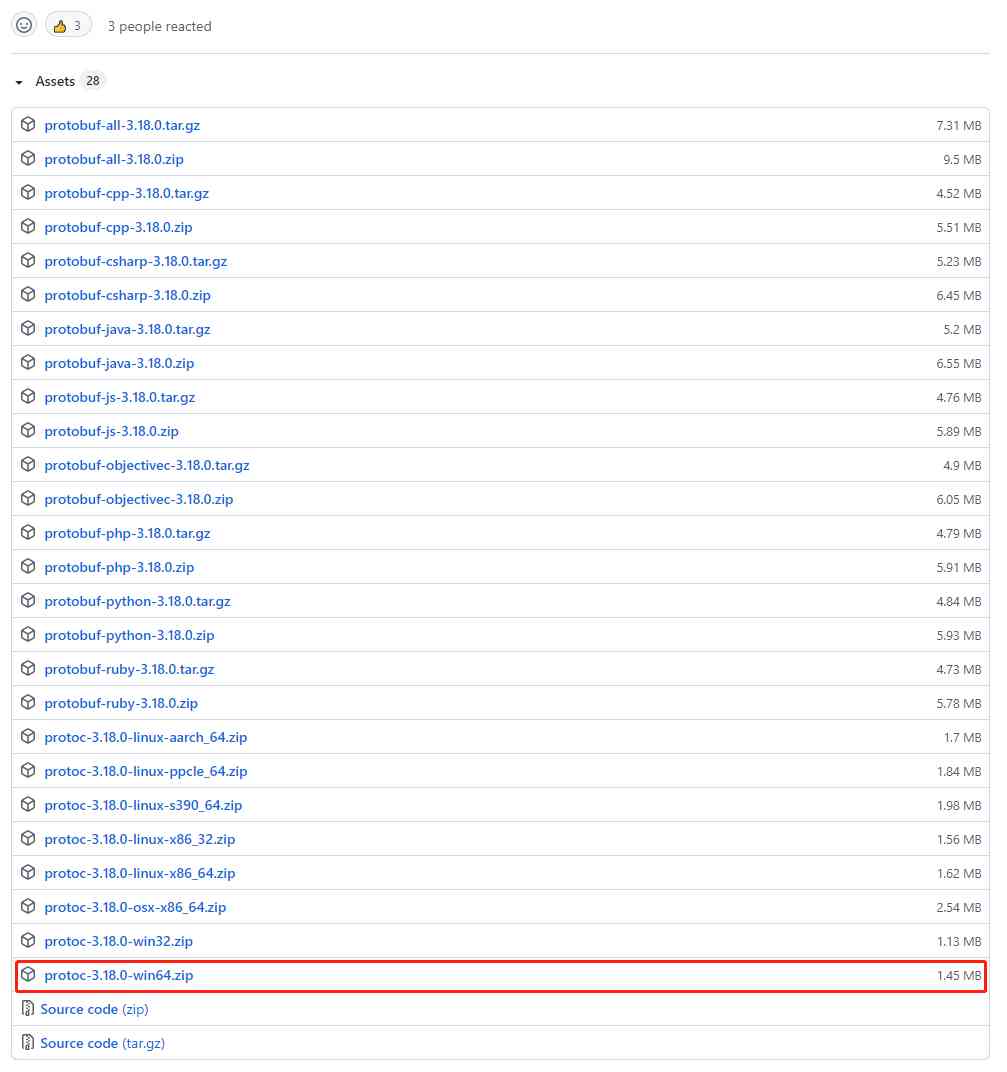 3 3 people reacted
Assets 28
protobuf-all-3.18.0.tar.gz 7.31 MB
protobuf-all-3.18.0.zip 9.5 MB
protobuf-cpp-3.18.0.tar.gz 4.52 MB
protobuf-cpp-3.18.0.zip 5.51 MB
protobuf-csharp-3.18.0.tar.gz 5.23 MB
protobuf-csharp-3.18.0.zip 6.45 MB
protobuf-java-3.18.0.tar.gz 5.2 MB
protobuf-java-3.18.0.zip 6.55 MB
protobuf-js-3.18.0.tar.gz 4.76 MB
protobuf-js-3.18.0.zip 5.89 MB
protobuf-objectivec-3.18.0.tar.gz 4.9 MB
protobuf-objectivec-3.18.0.zip 6.05 MB
protobuf-php-3.18.0.tar.gz 4.79 MB
protobuf-php-3.18.0.zip 5.91 MB
protobuf-python-3.18.0.tar.gz 4.84 MB
protobuf-python-3.18.0.zip 5.93 MB
protobuf-ruby-3.18.0.tar.gz 4.73 MB
protobuf-ruby-3.18.0.zip 5.78 MB
protoc-3.18.0-linux-aarch_64.zip 1.7 MB
protoc-3.18.0-linux-ppcle_64.zip 1.84 MB
protoc-3.18.0-linux-s390_64.zip 1.98 MB
protoc-3.18.0-linux-x86_32.zip 1.56 MB
protoc-3.18.0-linux-x86_64.zip 1.62 MB
protoc-3.18.0-osx-x86_64.zip 2.54 MB
protoc-3.18.0-win32.zip 1.13 MB
protoc-3.18.0-win64.zip 1.45 MB
Source code (zip)
Source code (tar.gz)